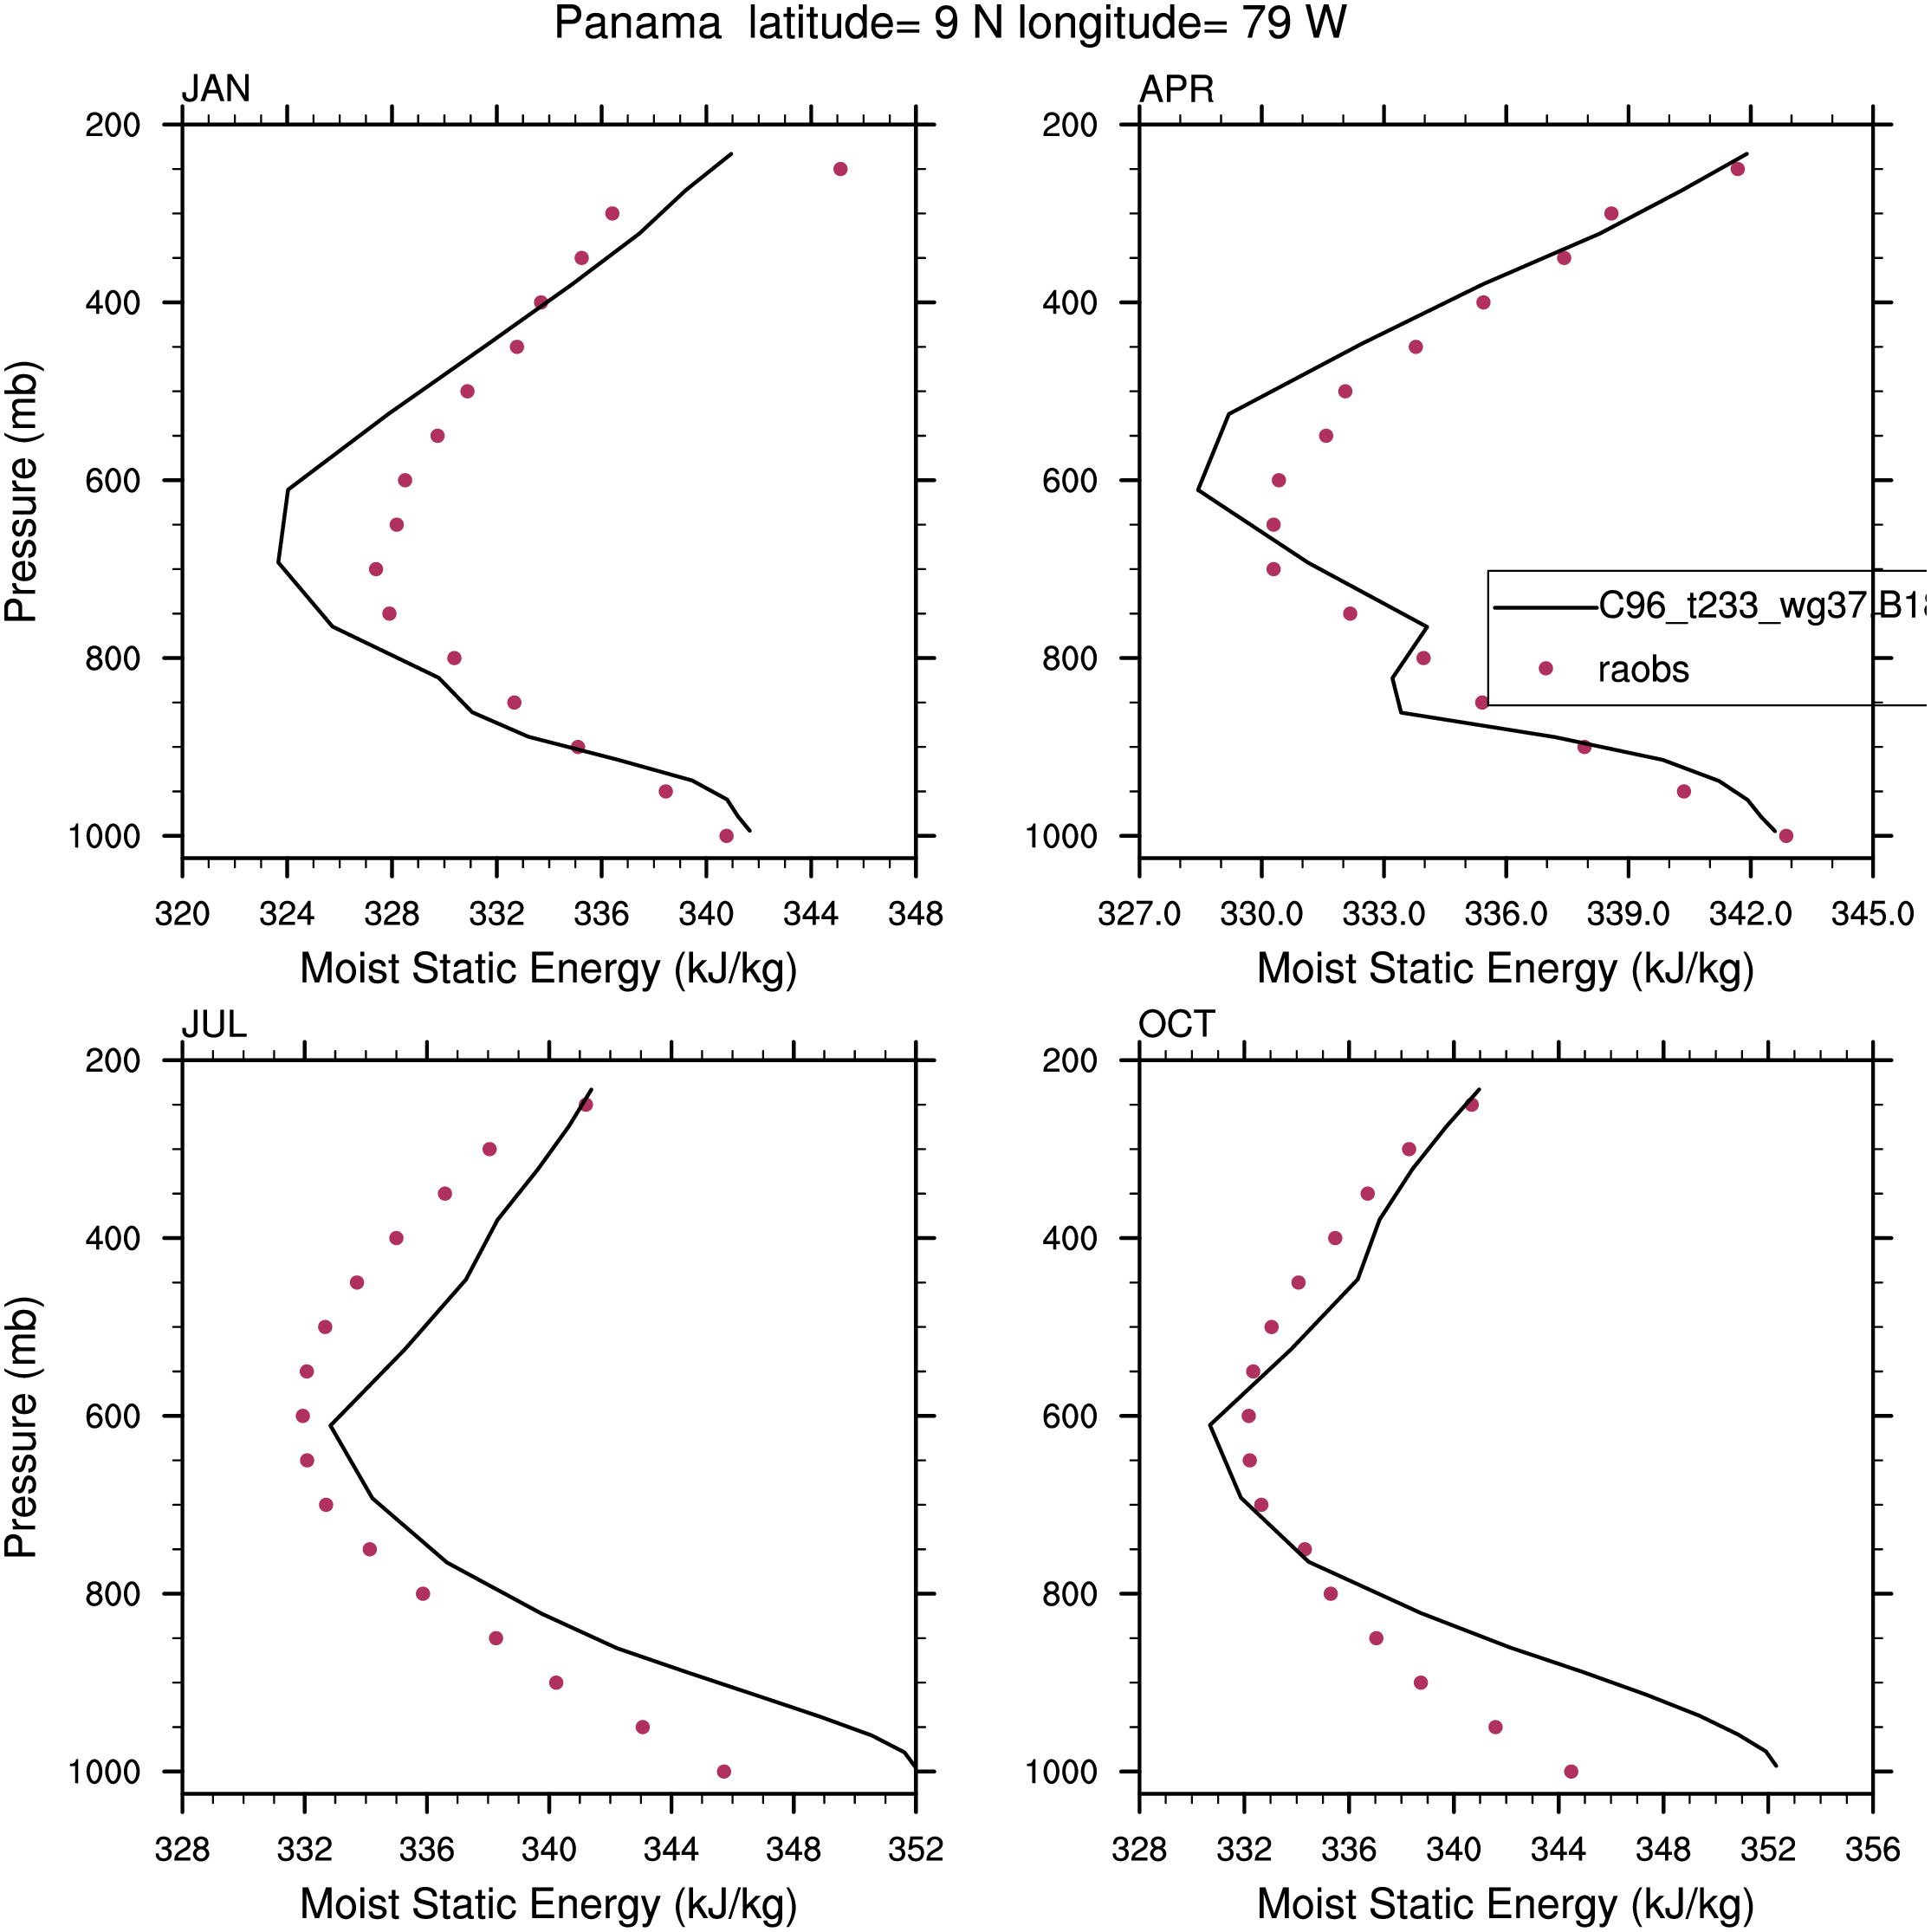 Panama latitude= 9 N longitude= 79 W
JAN
200
400
600
800
1000
Pressure (mb)
320 324 328 332 336 340 344 348
Moist Static Energy (kJ/kg)
APR
200
400
600
800
1000
C96_t233_wg37.B18
raobs
327.0 330.0 333.0 336.0 339.0 342.0 345.0
Moist Static Energy (kJ/kg)
JUL
200
400
600
800
1000
Pressure (mb)
328 332 336 340 344 348 352
Moist Static Energy (kJ/kg)
OCT
200
400
600
800
1000
328 332 336 340 344 348 352 356
Moist Static Energy (kJ/kg)